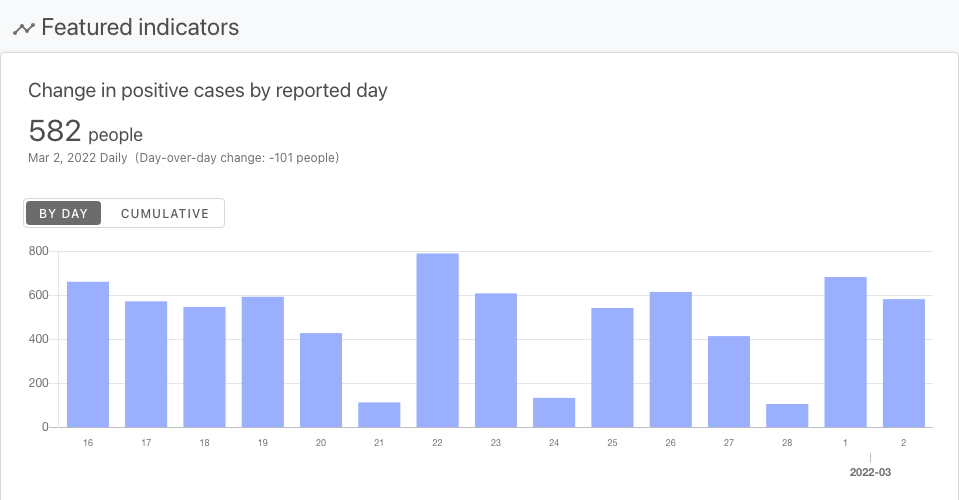 Featured indicators
Change in positive cases by reported day
582 people
Mar 2, 2022 Daily (Day-over-day change: -101 people)
BY DAY CUMULATIVE
800
600
400
200
0
16 17 18 19 20 21 22 23 24 25 26 27 28 1 2
2022-03